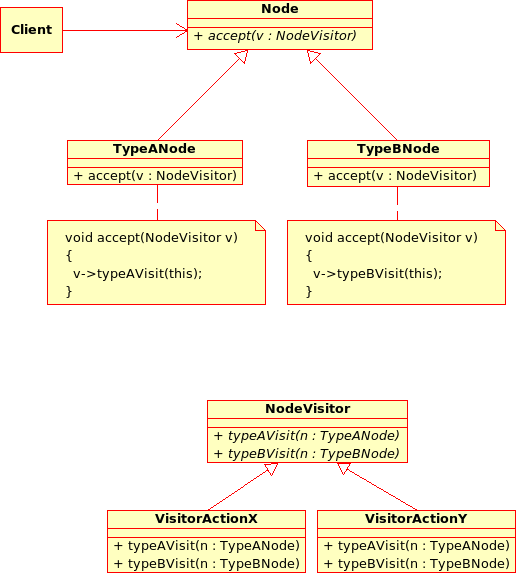 Node
Client
+ accept(v : NodeVisitor)
TypeANode
+ accept(v : NodeVisitor)
TypeBNode
+ accept(v : NodeVisitor)
void accept(NodeVisitor v)
{
v->typeAVisit(this);
}
void accept(NodeVisitor v)
{
v->typeBVisit(this);
}
NodeVisitor
+ typeAVisit(n : TypeANode)
+ typeBVisit(n : TypeBNode)
VisitorActionX
+ typeAVisit(n : TypeANode)
+ typeBVisit(n : TypeBNode)
VisitorActionY
+ typeAVisit(n : TypeANode)
+ typeBVisit(n : TypeBNode)